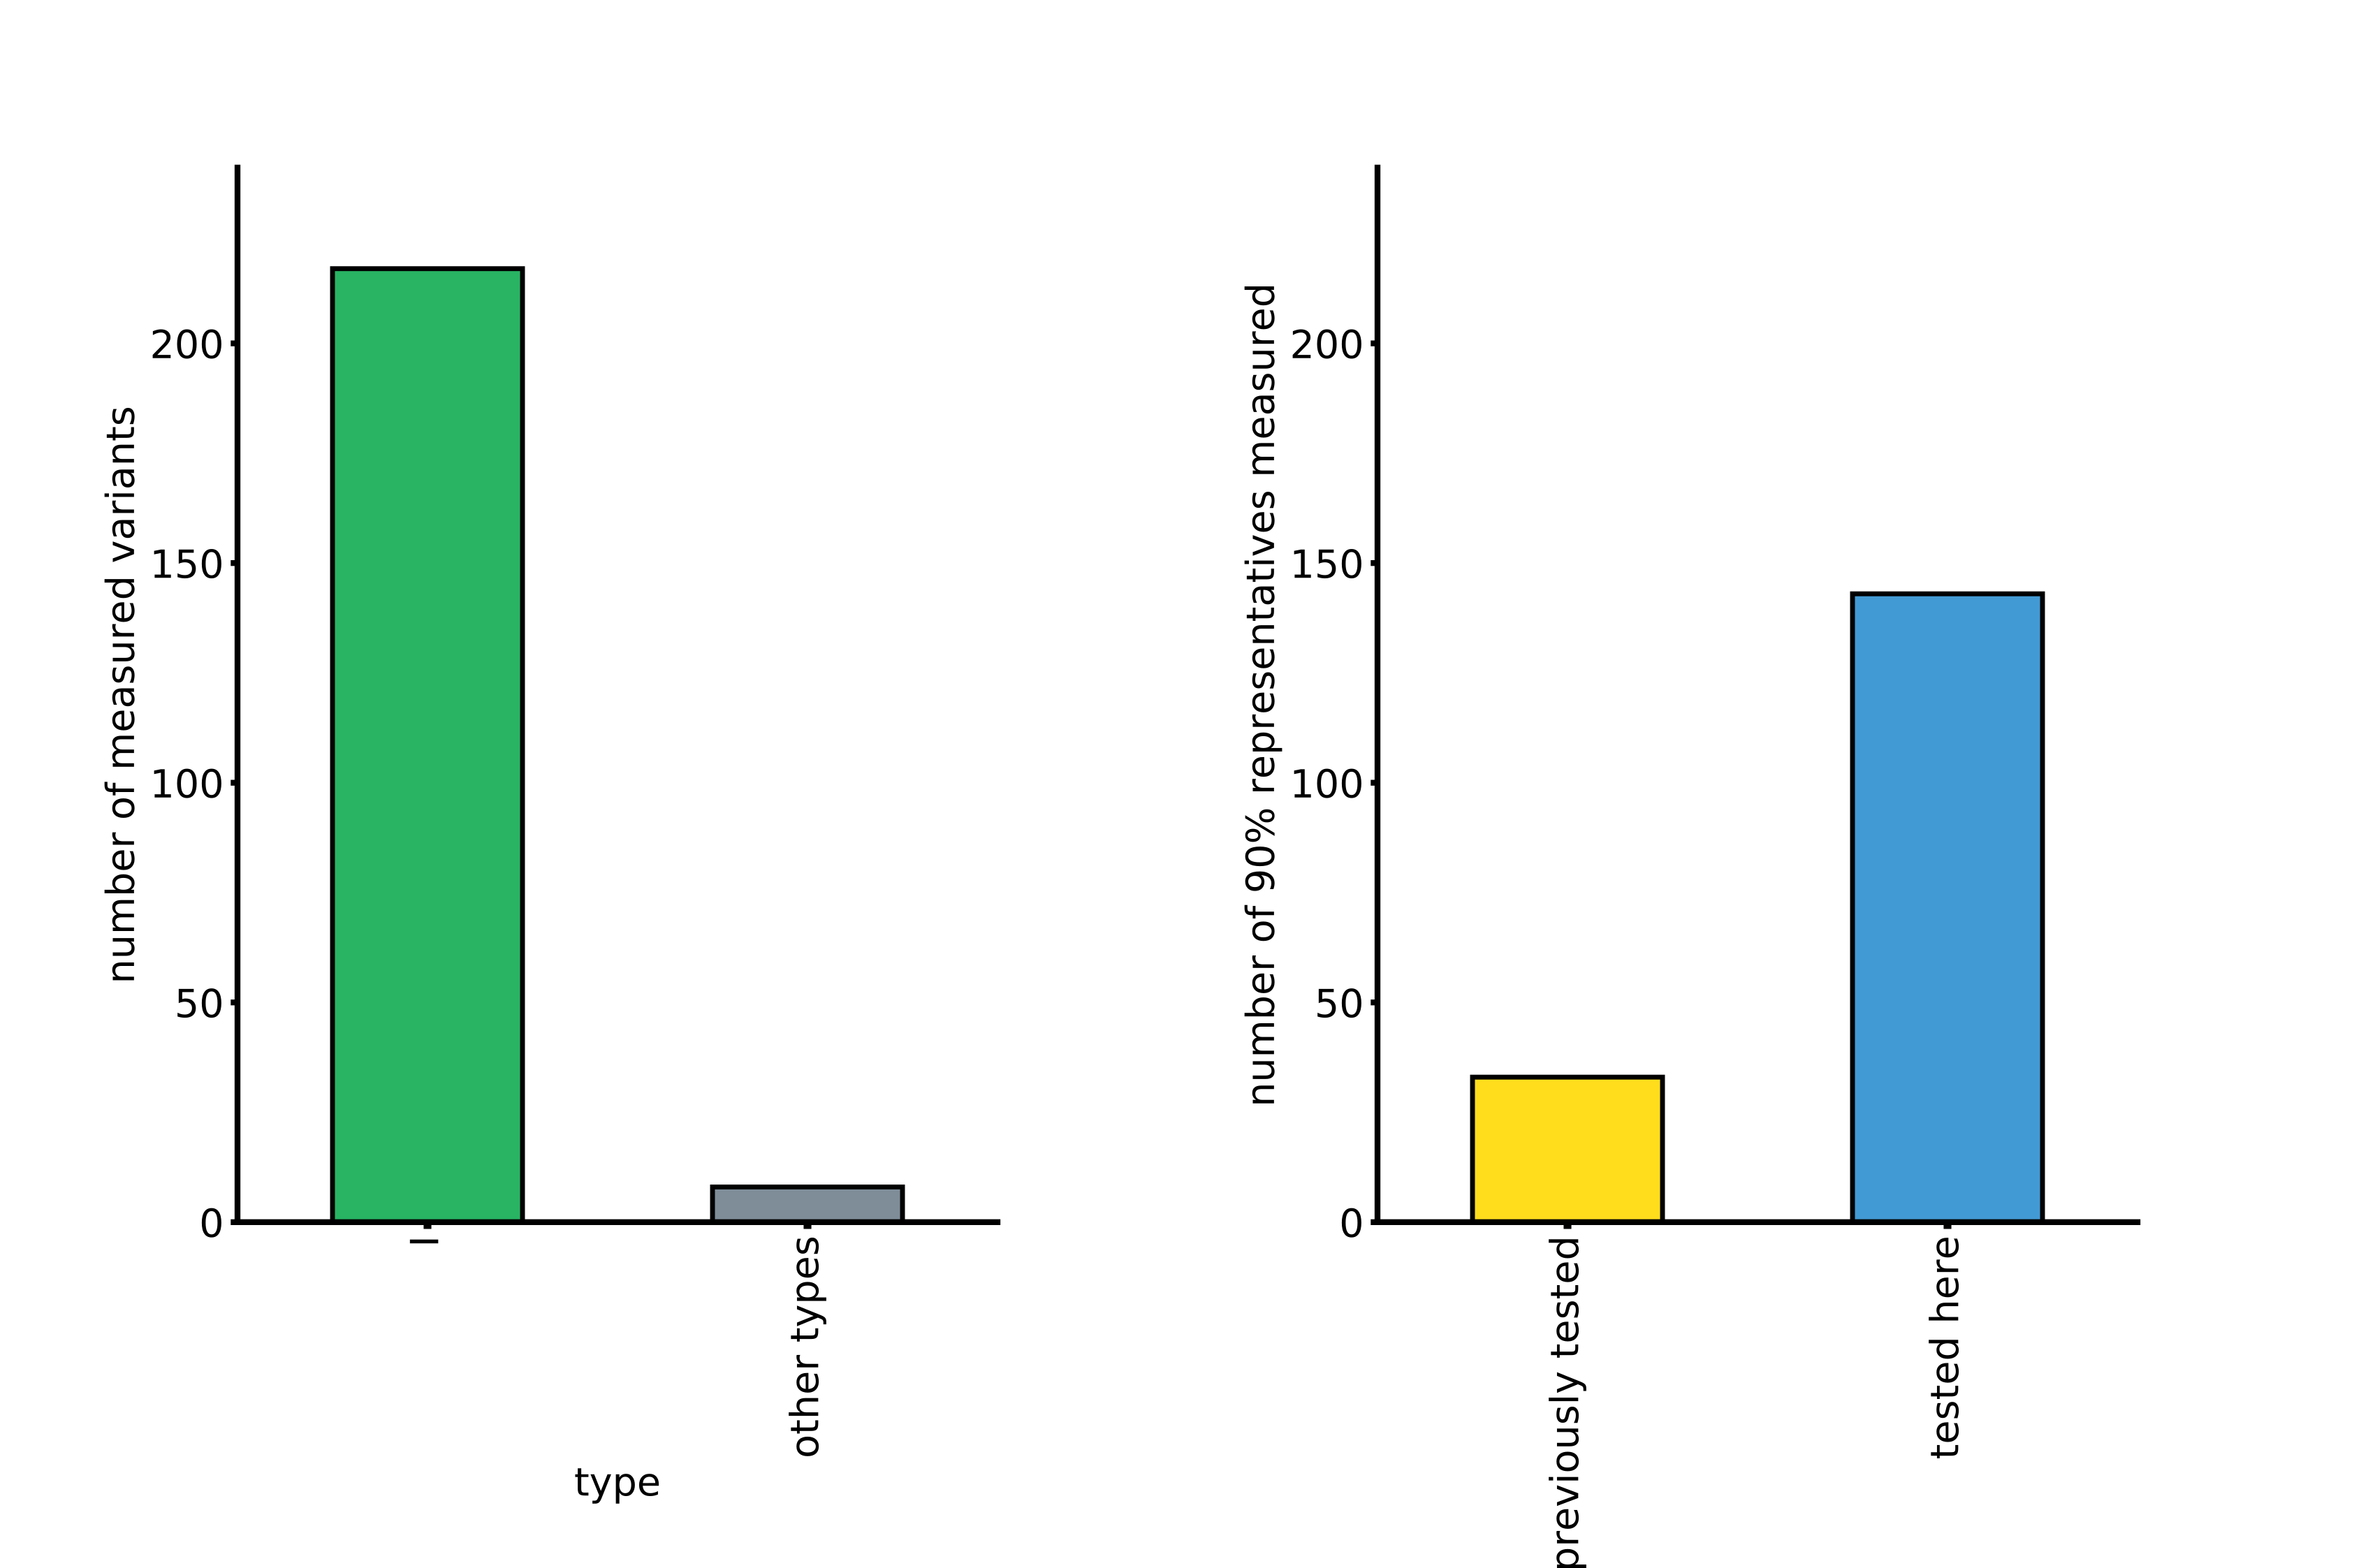 number of measured variants
200
150
100
50
0
I
other types
type
number of 90% representatives measured
200
150
100
50
0
previously tested
tested here